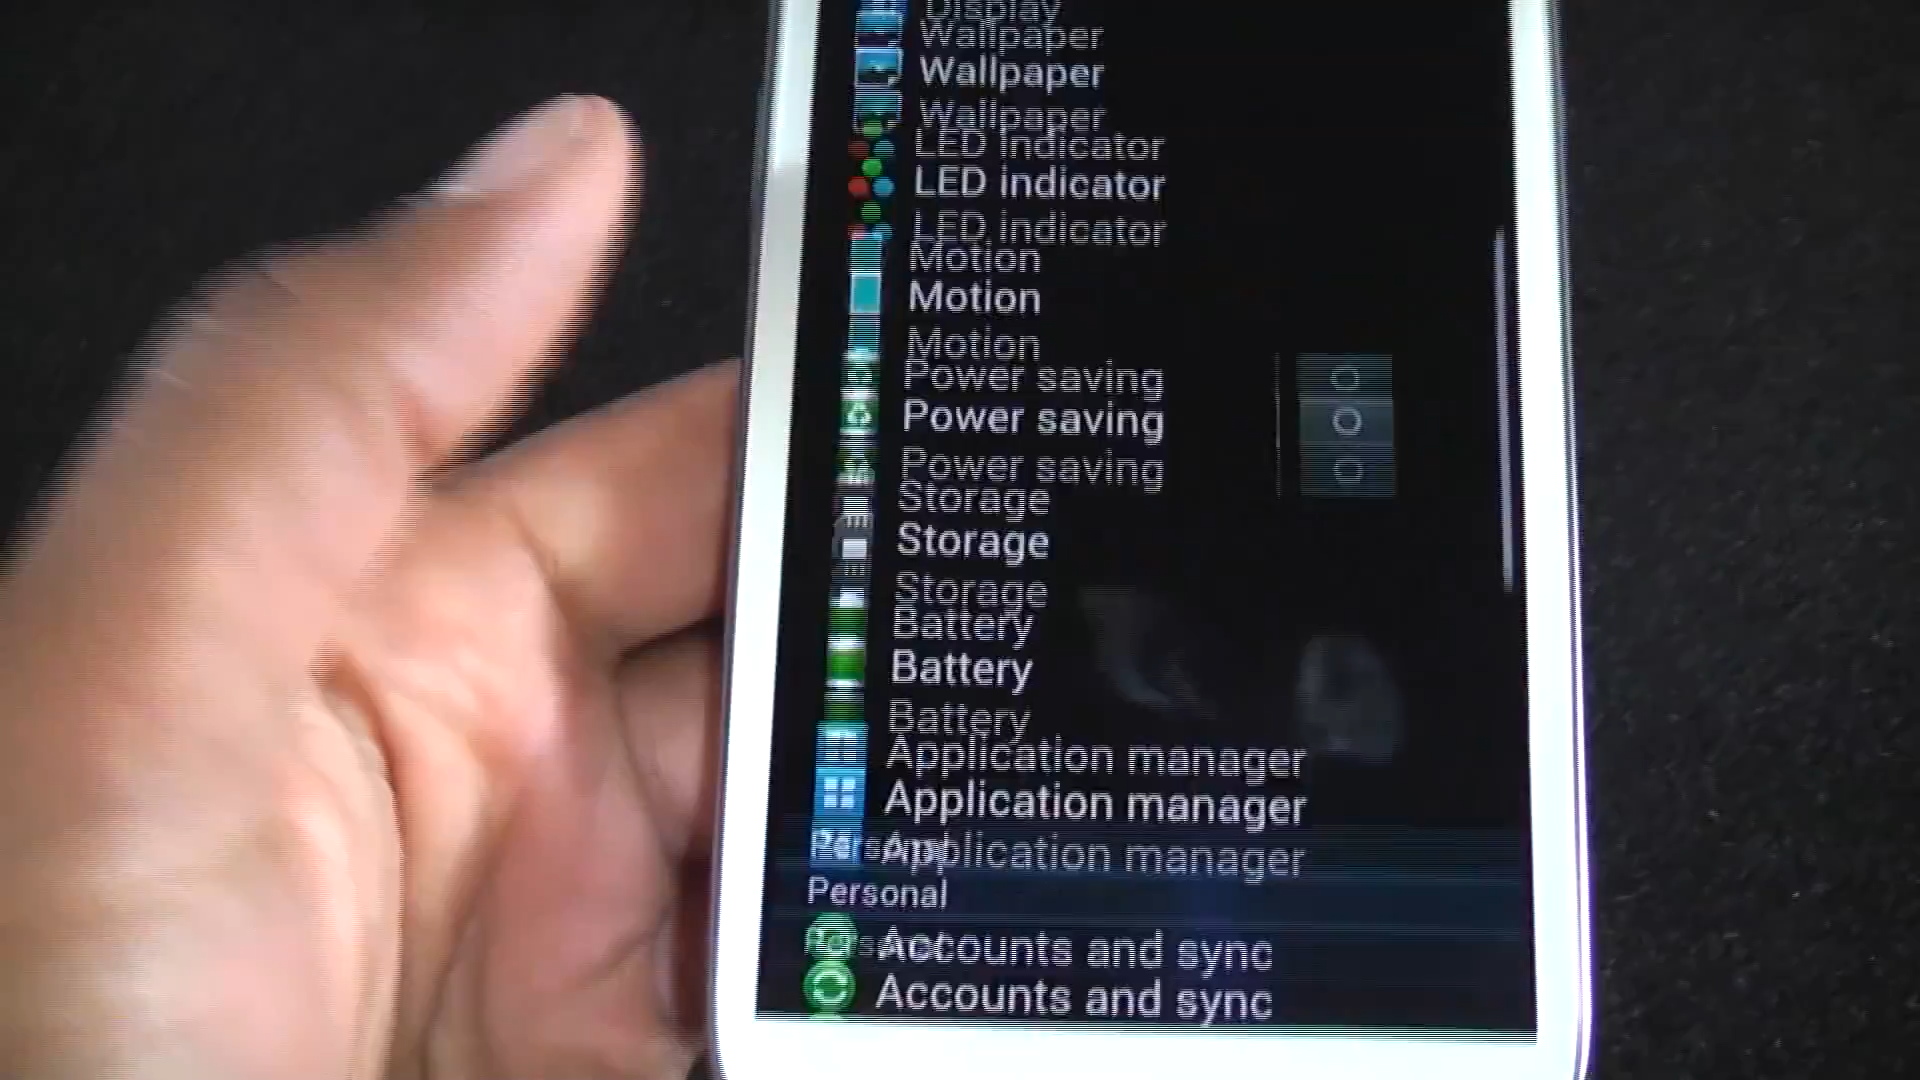 Display
Wallpaper
Wallpaper
Wallpaper
LED indicator
LED indicator
LED indicator
Motion
Motion
Motion
Power saving
Power saving
Power saving
Storage
Storage
Storage
Battery
Battery
Battery
Application manager
Application manager
Personal
Application manager
Personal
Personal
Accounts and sync
Accounts and sync